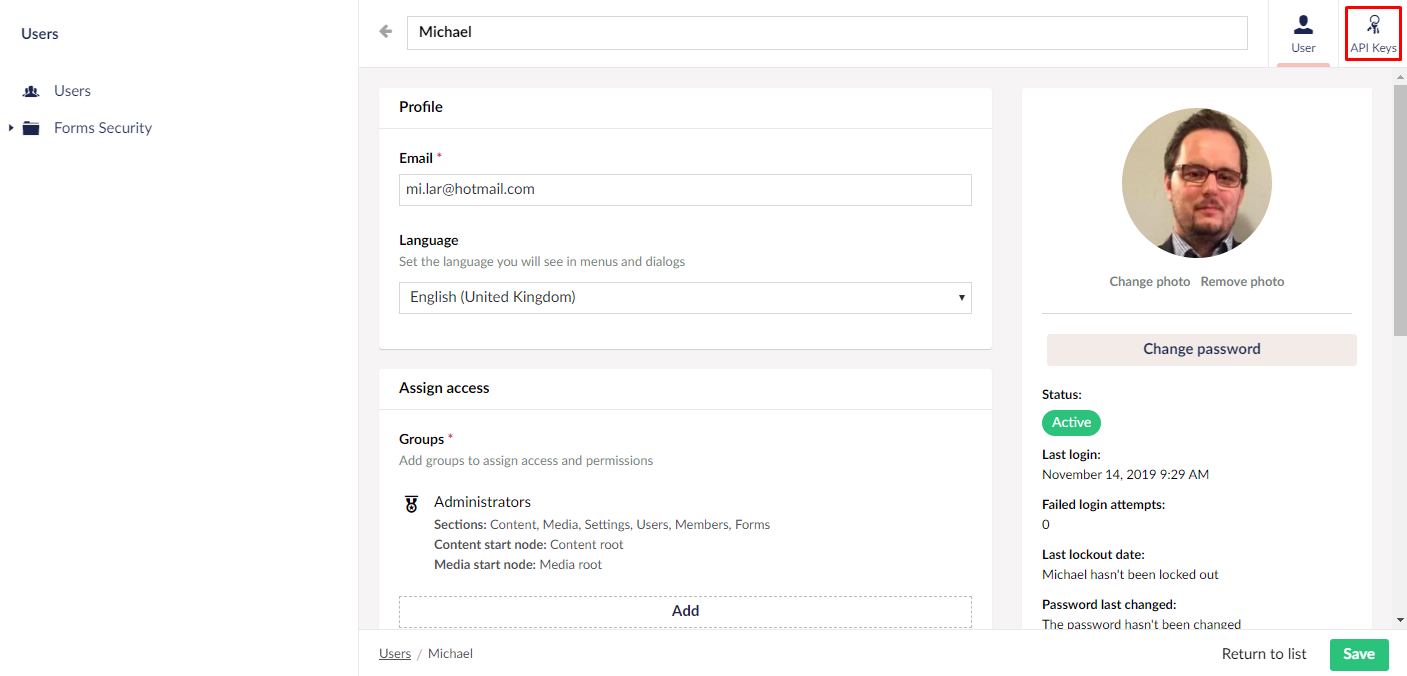 Users
Users
Forms Security
Michael
User
API Keys
Profile
Email *
mi.lar@hotmail.com
Language
Set the language you will see in menus and dialogs
English (United Kingdom)
Assign access
Groups *
Add groups to assign access and permissions
Administrators
Sections: Content, Media, Settings, Users, Members, Forms
Content start node: Content root
Media start node: Media root
Add
Change photo Remove photo
Change password
Status:
Active
Last login:
November 14, 2019 9:29 AM
Failed login attempts:
0
Last lockout date:
Michael hasn't been locked out
Password last changed:
The password hasn't been changed
Users / Michael
Return to list
Save